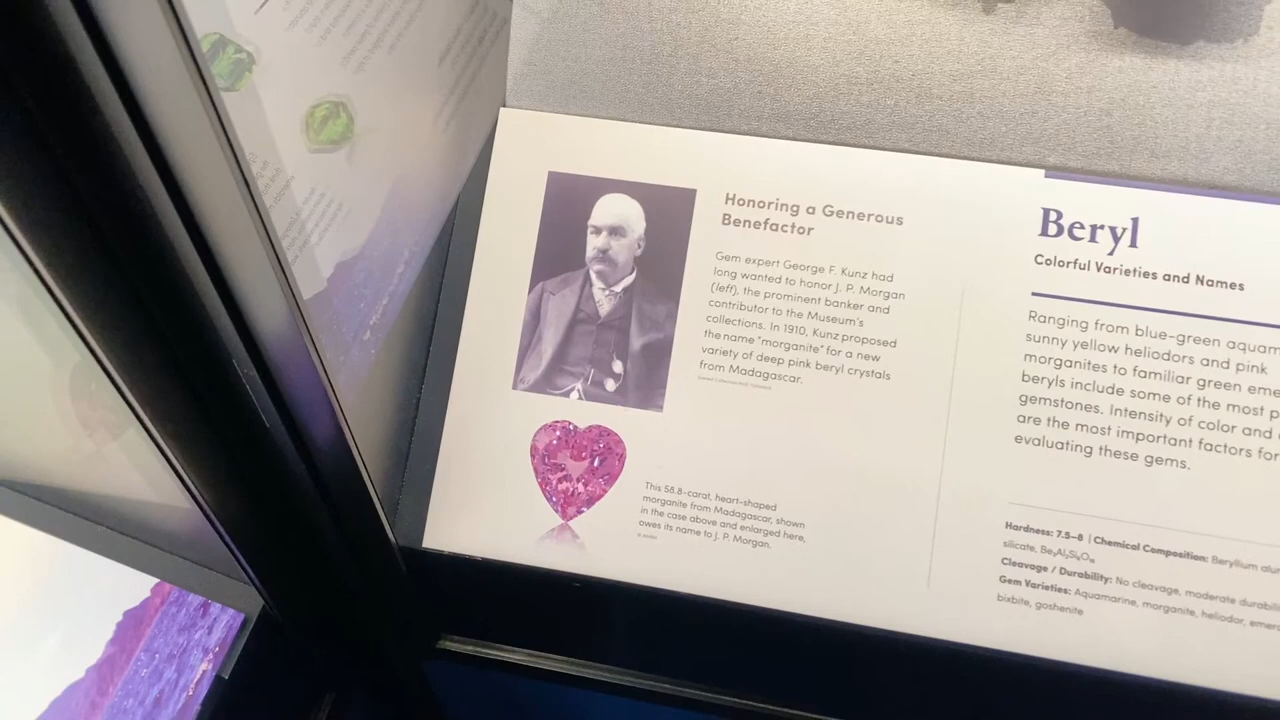 Honoring a Generous
Benefactor
Gem expert George F. Kunz had
long wanted to honor J. P. Morgan
(left), the prominent banker and
contributor to the Museum's
collections. In 1910, Kunz proposed
the name "morganite" for a new
variety of deep pink beryl crystals
from Madagascar.
This 58.8-carat, heart-shaped
morganite from Madagascar, shown
in the case above and enlarged here,
owes its name to J. P. Morgan.
Beryl
Colorful Varieties and Names
Ranging from blue-green aquam
sunny yellow heliodors and pink
morganites to familiar green eme
beryls include some of the most p
gemstones. Intensity of color and
are the most important factors for
evaluating these gems.
Hardness: 7.5–8 | Chemical Composition: Beryllium alu
silicate, Be₃Al₂Si₆O₁₈
Cleavage / Durability: No cleavage, moderate durabili
Gem Varieties: Aquamarine, morganite, heliodor, emera
bixbite, goshenite